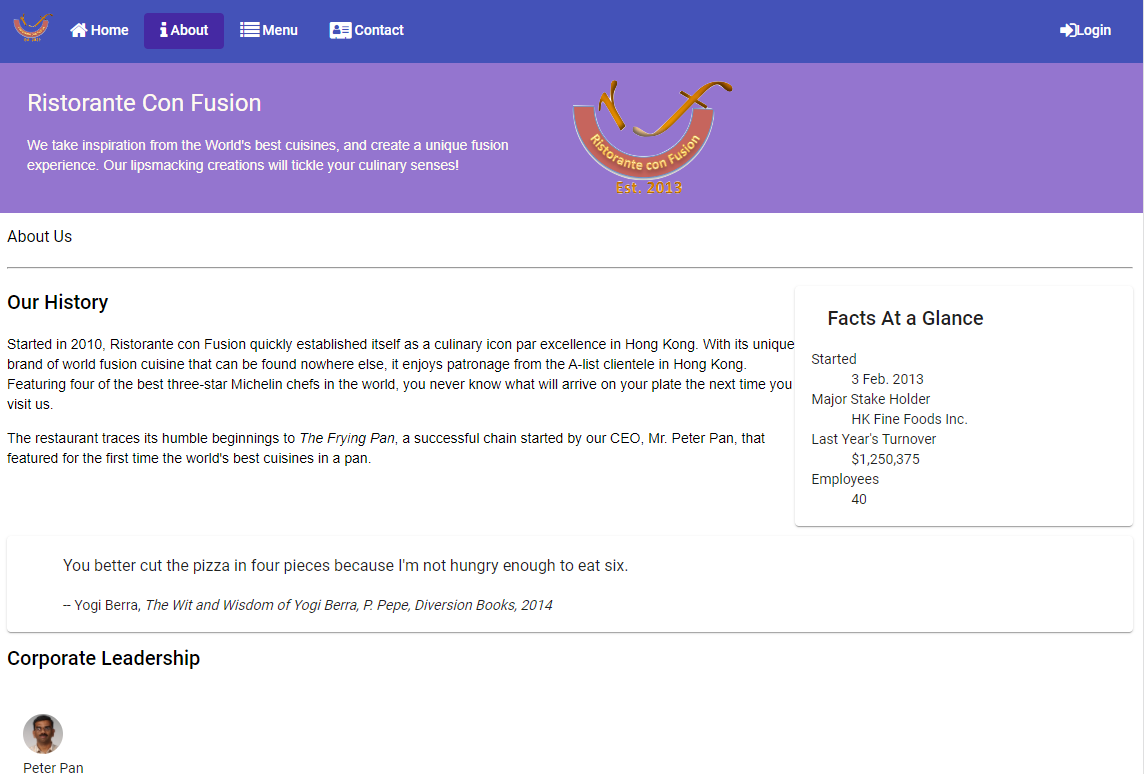 Home
About
Menu
Contact
Login
Ristorante Con Fusion
We take inspiration from the World's best cuisines, and create a unique fusion
experience. Our lipsmacking creations will tickle your culinary senses!
Ristorante con Fusion
Est. 2013
About Us
Our History
Started in 2010, Ristorante con Fusion quickly established itself as a culinary icon par excellence in Hong Kong. With its unique
brand of world fusion cuisine that can be found nowhere else, it enjoys patronage from the A-list clientele in Hong Kong.
Featuring four of the best three-star Michelin chefs in the world, you never know what will arrive on your plate the next time you
visit us.
The restaurant traces its humble beginnings to The Frying Pan, a successful chain started by our CEO, Mr. Peter Pan, that
featured for the first time the world's best cuisines in a pan.
Facts At a Glance
Started
3 Feb. 2013
Major Stake Holder
HK Fine Foods Inc.
Last Year's Turnover
$1,250,375
Employees
40
You better cut the pizza in four pieces because I'm not hungry enough to eat six.
-- Yogi Berra, The Wit and Wisdom of Yogi Berra, P. Pepe, Diversion Books, 2014
Corporate Leadership
Peter Pan